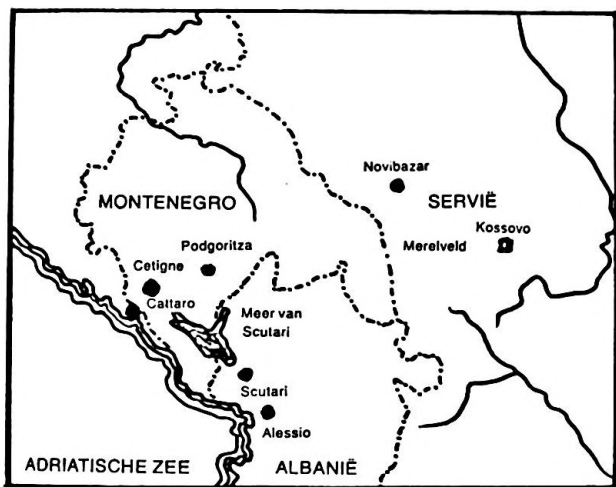 Novibazar
MONTENEGRO
SERVIË
Kossovo
Merelveld
Podgoritza
Cetigne
Cattaro
Meer van
Scutari
Scutari
Alessio
ADRIATISCHE ZEE
ALBANIË